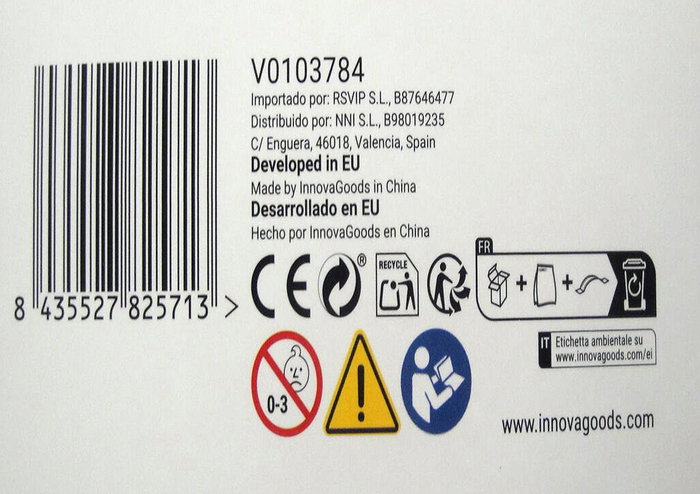 V0103784
Importado por: RSVIP S.L., B87646477
Distribuido por: NNI S.L., B98019235
C/ Enguera, 46018, Valencia, Spain
Developed in EU
Made by InnovaGoods in China
Desarrollado en EU
Hecho por InnovaGoods en China
8 435527 825713 >
CE
®
RECYCLE
FR
+ +
0-3
IT Etichetta ambientale su
www.innovagoods.com/ei
www.innovagoods.com